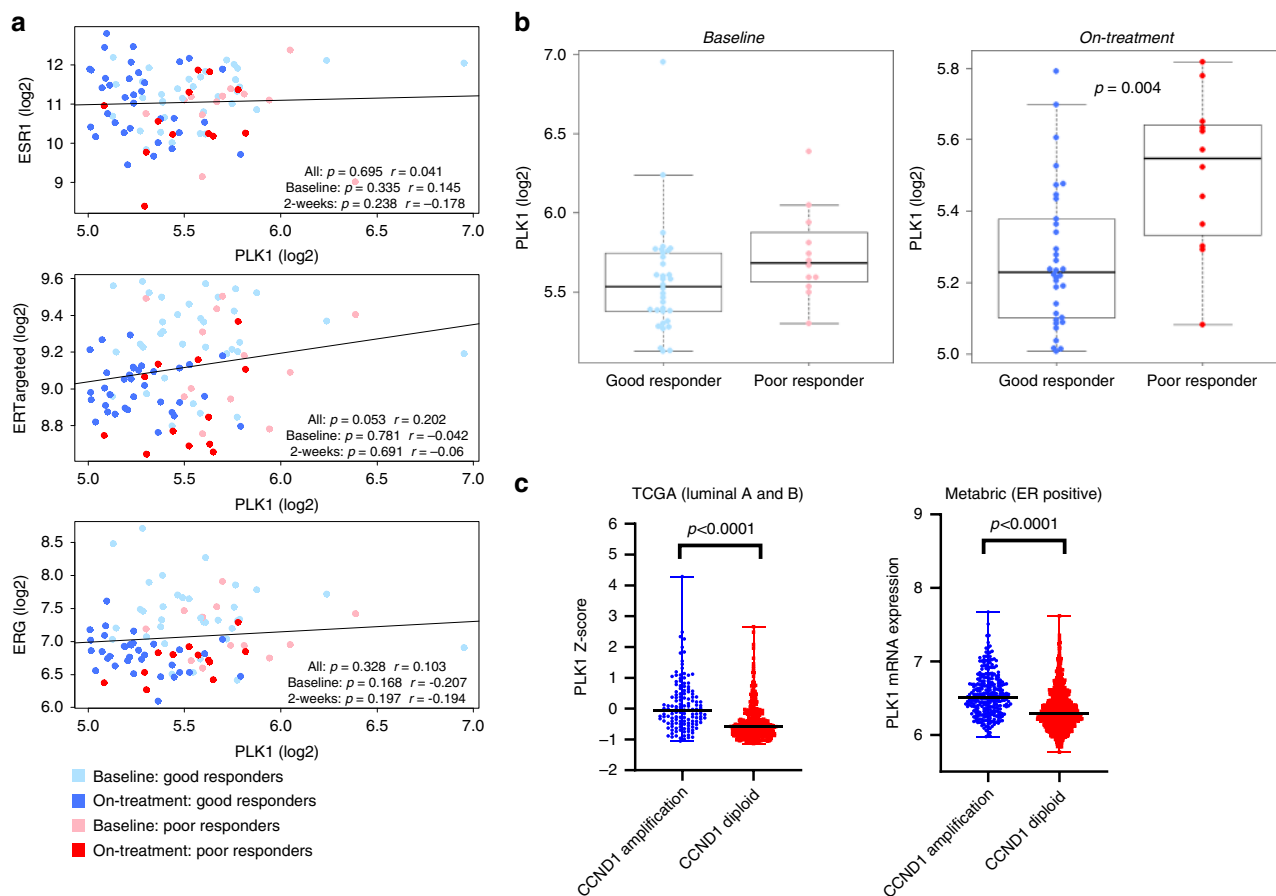 a
ESR1 (log2)
12
11
10
9
All: p = 0.695 r = 0.041
Baseline: p = 0.335 r = 0.145
2-weeks: p = 0.238 r = –0.178
5.0 5.5 6.0 6.5 7.0
PLK1 (log2)
ERTargeted (log2)
9.6
9.4
9.2
9.0
8.8
All: p = 0.053 r = 0.202
Baseline: p = 0.781 r = –0.042
2-weeks: p = 0.691 r = –0.06
5.0 5.5 6.0 6.5 7.0
PLK1 (log2)
ERG (log2)
8.5
8.0
7.5
7.0
6.5
6.0
All: p = 0.328 r = 0.103
Baseline: p = 0.168 r = -0.207
2-weeks: p = 0.197 r = -0.194
5.0 5.5 6.0 6.5 7.0
PLK1 (log2)
Baseline: good responders
On-treatment: good responders
Baseline: poor responders
On-treatment: poor responders
b
Baseline
PLK1 (log2)
7.0
6.5
6.0
5.5
Good responder Poor responder
On-treatment
p = 0.004
PLK1 (log2)
5.8
5.6
5.4
5.2
5.0
Good responder Poor responder
c
TCGA (luminal A and B)
p<0.0001
PLK1 Z-score
6
5
4
3
2
1
0
–1
–2
CCND1 amplification
CCND1 diploid
Metabric (ER positive)
p<0.0001
PLK1 mRNA expression
9
8
7
6
CCND1 amplification
CCND1 diploid